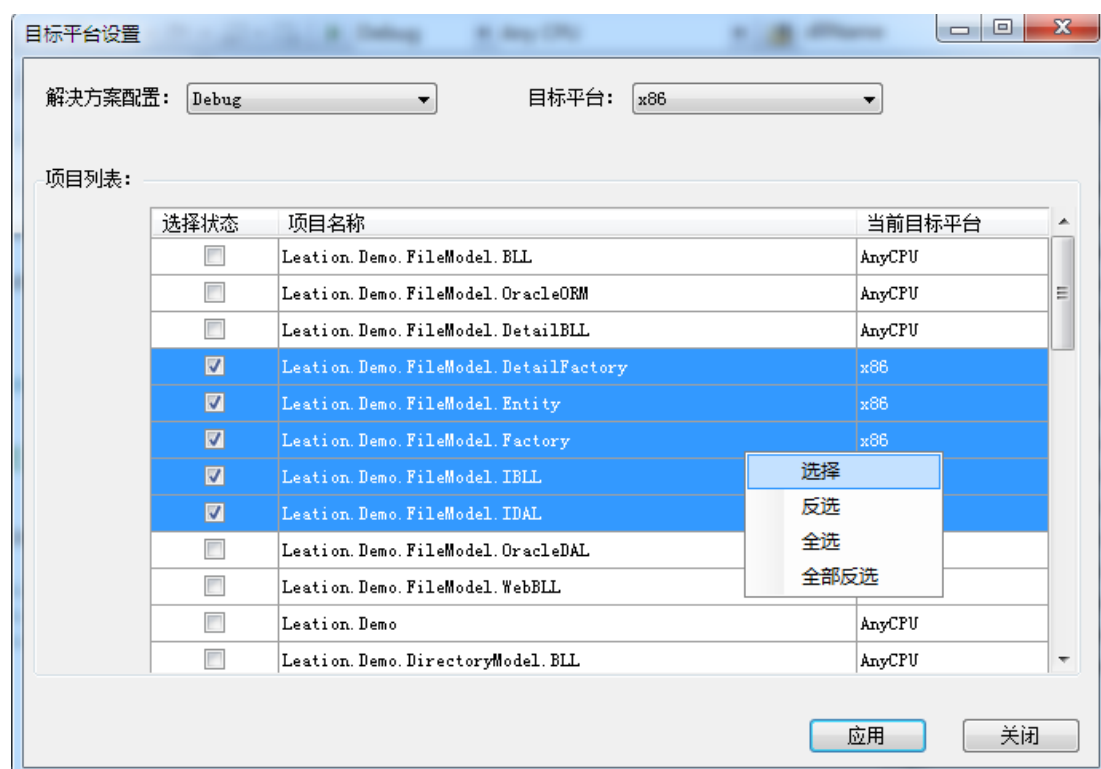 目标平台设置 Debug Any CPU
解决方案配置: Debug 目标平台: x86
项目列表:
选择状态 项目名称 当前目标平台
Leation.Demo.FileModel.BLL AnyCPU
Leation.Demo.FileModel.OracleORM AnyCPU
Leation.Demo.FileModel.DetailBLL AnyCPU
Leation.Demo.FileModel.DetailFactory x86
Leation.Demo.FileModel.Entity x86
Leation.Demo.FileModel.Factory x86
Leation.Demo.FileModel.IBLL
选择
Leation.Demo.FileModel.IDAL
反选
Leation.Demo.FileModel.OracleDAL
全选
Leation.Demo.FileModel.WebBLL
全部反选
Leation.Demo AnyCPU
Leation.Demo.DirectoryModel.BLL AnyCPU
应用 关闭